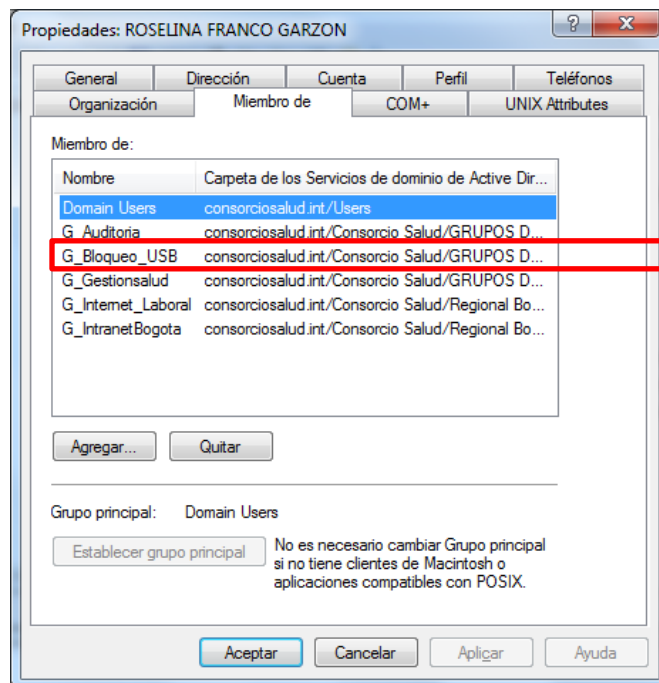 Propiedades: ROSELINA FRANCO GARZON
General Dirección Cuenta Perfil Teléfonos
Organización Miembro de COM+ UNIX Attributes
Miembro de:
Nombre Carpeta de los Servicios de dominio de Active Dir...
Domain Users consorciosalud.int/Users
G_Auditoria consorciosalud.int/Consorcio Salud/GRUPOS D...
G_Bloqueo_USB consorciosalud.int/Consorcio Salud/GRUPOS D...
G_Gestionsalud consorciosalud.int/Consorcio Salud/GRUPOS D...
G_Internet_Laboral consorciosalud.int/Consorcio Salud/Regional Bo...
G_IntranetBogota consorciosalud.int/Consorcio Salud/Regional Bo...
Agregar... Quitar
Grupo principal: Domain Users
Establecer grupo principal
No es necesario cambiar Grupo principal
si no tiene clientes de Macintosh o
aplicaciones compatibles con POSIX.
Aceptar Cancelar Aplicar Ayuda